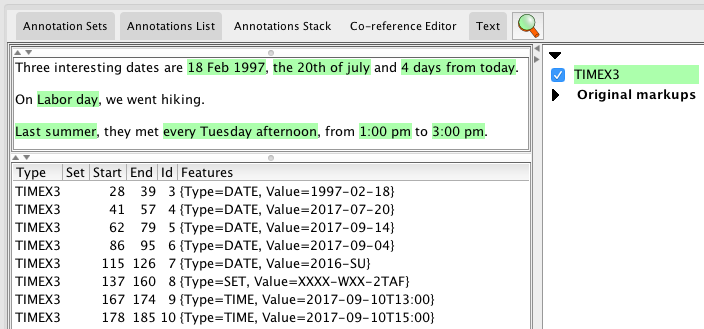 Annotation Sets Annotations List Annotations Stack Co-reference Editor Text
Three interesting dates are 18 Feb 1997, the 20th of july and 4 days from today.
On Labor day, we went hiking.
Last summer, they met every Tuesday afternoon, from 1:00 pm to 3:00 pm.
TIMEX3
Original markups
Type Set Start End Id Features
TIMEX3 28 39 3 {Type=DATE, Value=1997-02-18}
TIMEX3 41 57 4 {Type=DATE, Value=2017-07-20}
TIMEX3 62 79 5 {Type=DATE, Value=2017-09-14}
TIMEX3 86 95 6 {Type=DATE, Value=2017-09-04}
TIMEX3 115 126 7 {Type=DATE, Value=2016-SU}
TIMEX3 137 160 8 {Type=SET, Value=XXXX-WXX-2TAF}
TIMEX3 167 174 9 {Type=TIME, Value=2017-09-10T13:00}
TIMEX3 178 185 10 {Type=TIME, Value=2017-09-10T15:00}